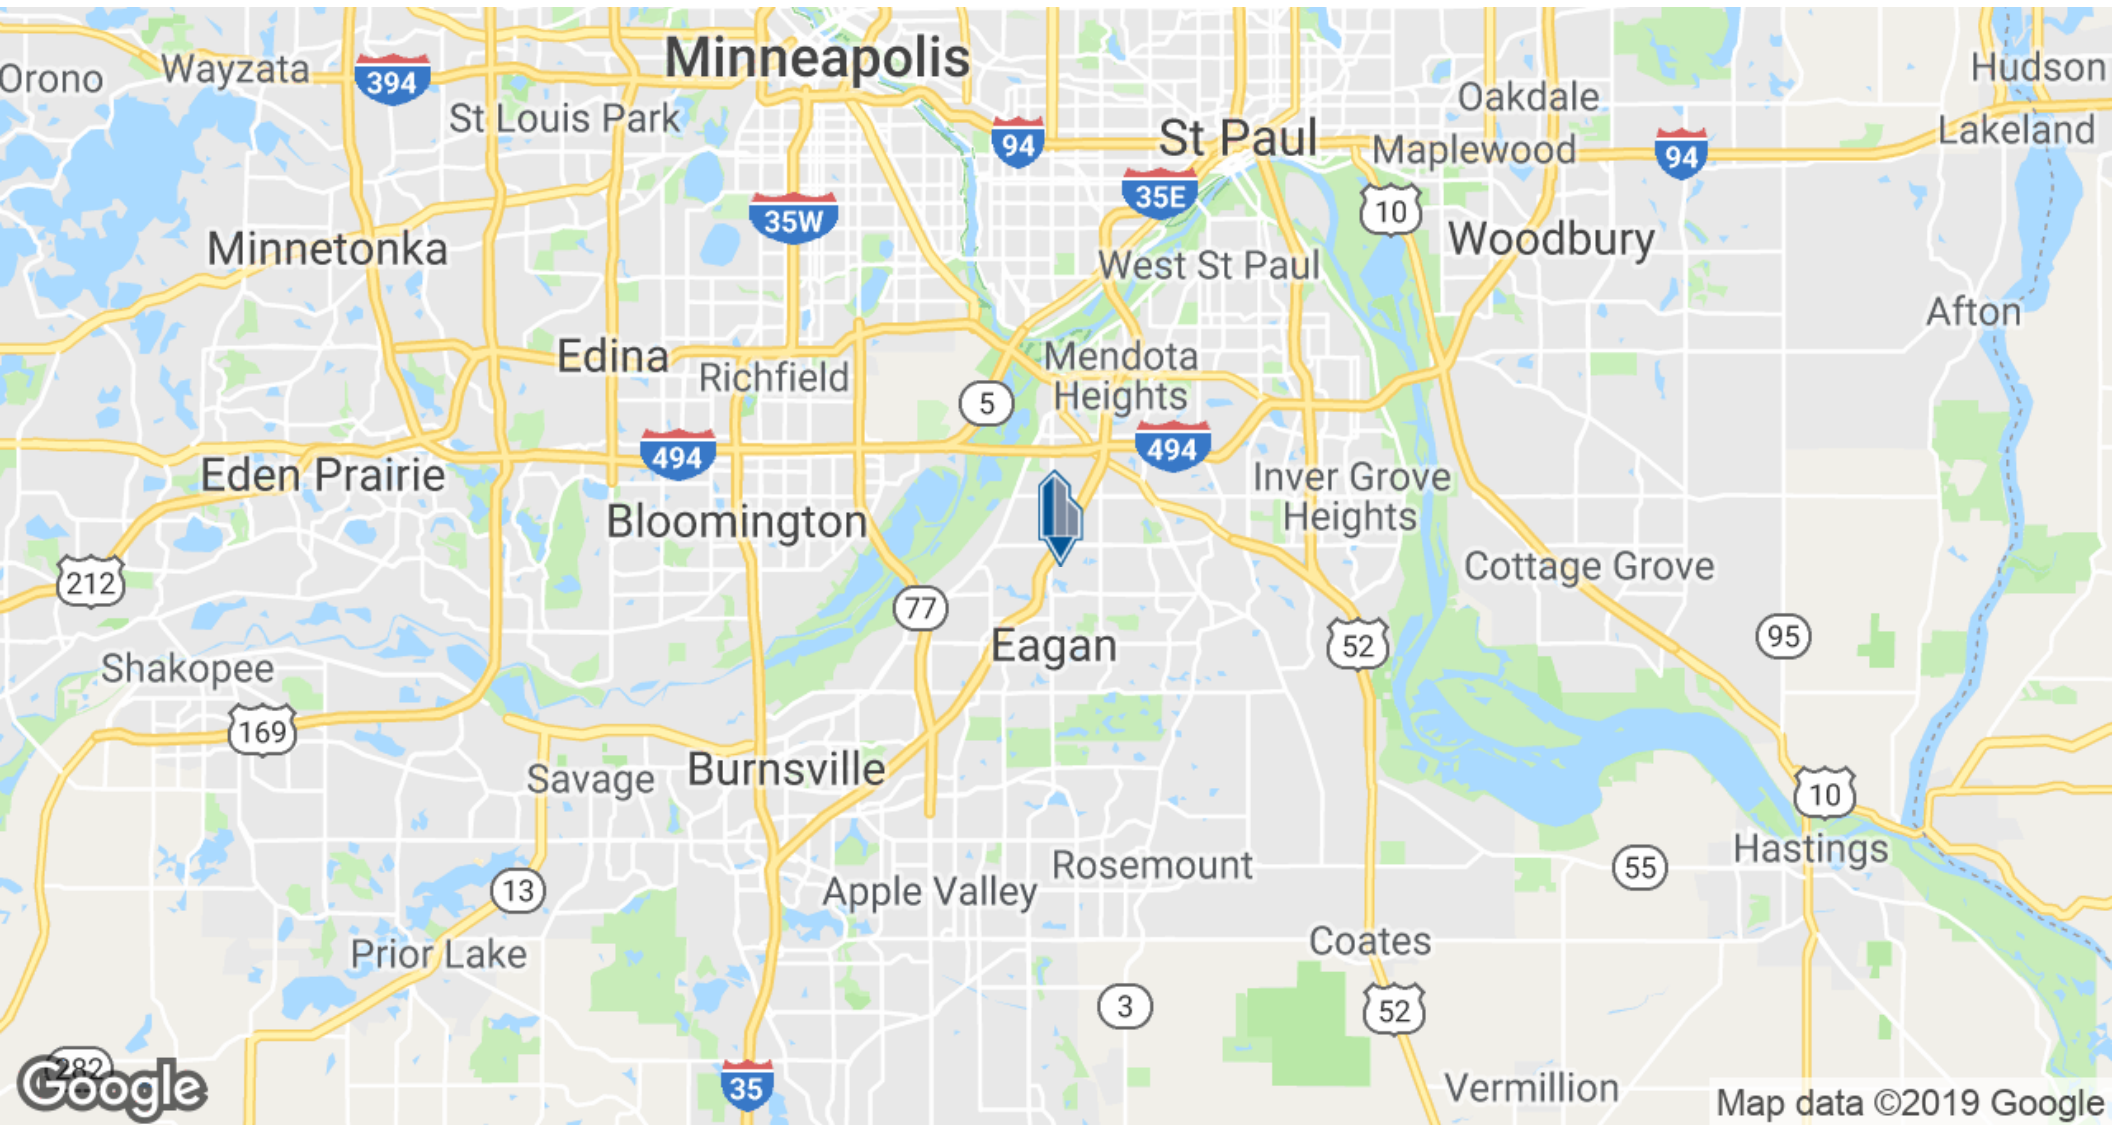 Minneapolis
Hudson
Orono
Wayzata
394
St Louis Park
Oakdale
94
St Paul
Maplewood
94
Lakeland
35E
35W
10
Minnetonka
West St Paul
Woodbury
Afton
Edina
Richfield
Mendota
Heights
5
494
494
Eden Prairie
Inver Grove
Heights
Bloomington
212
Cottage Grove
77
Eagan
52
95
Shakopee
169
Savage
Burnsville
10
Hastings
13
Apple Valley
Rosemount
55
Prior Lake
Coates
3
52
282
Google
35
Vermillion
Map data ©2019 Google